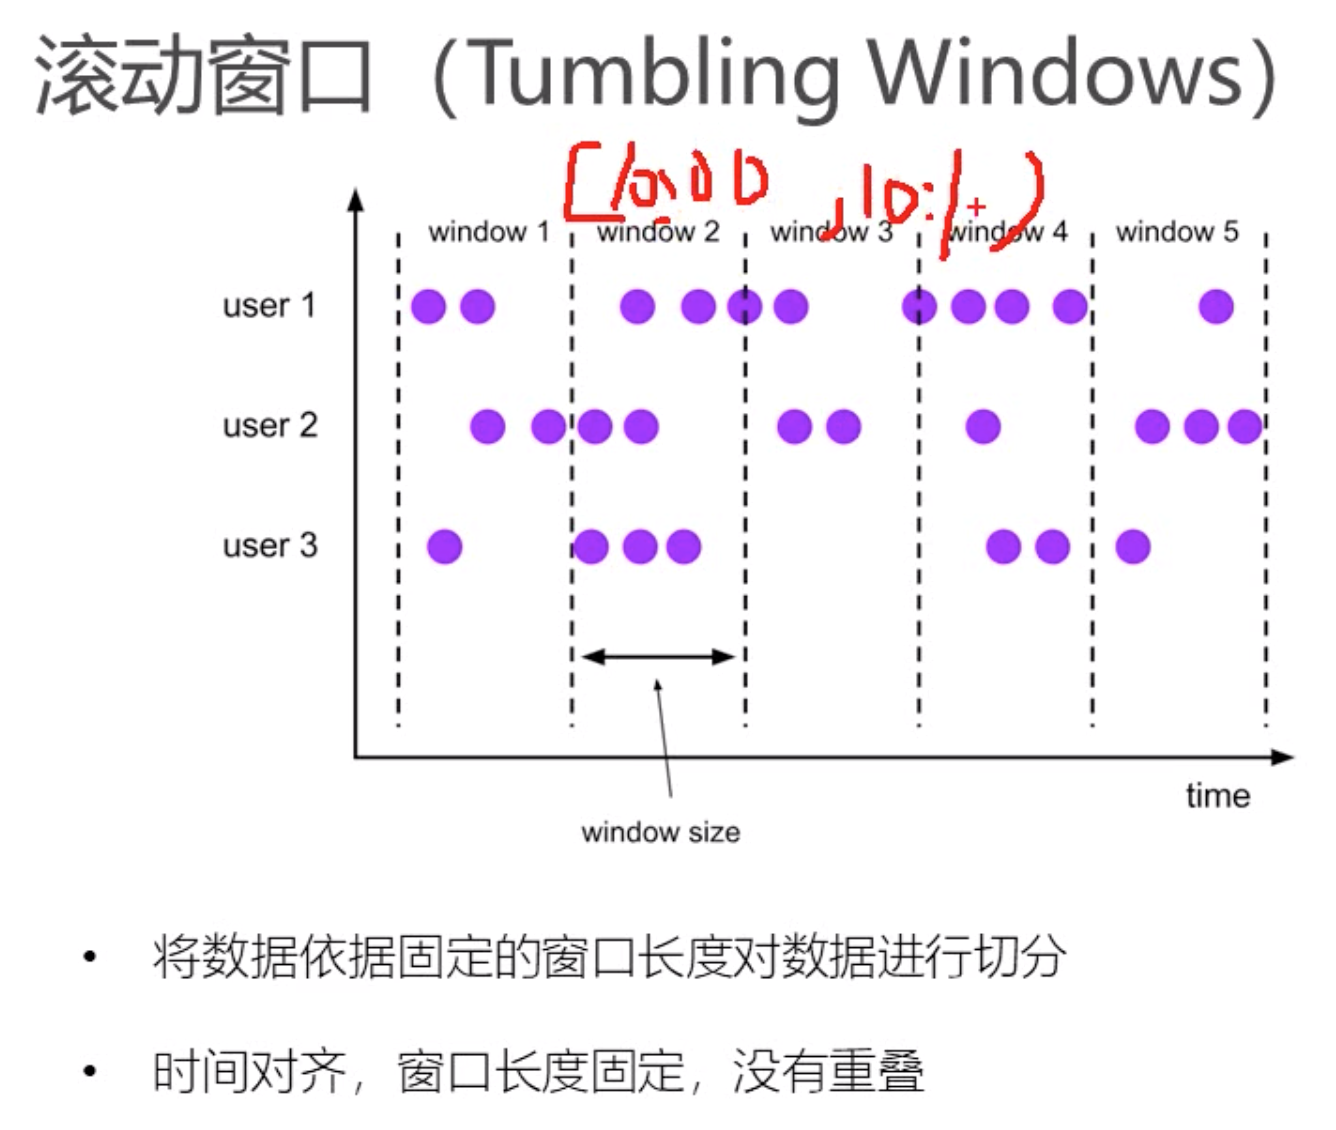 滚动窗口（Tumbling Windows）
[10:00 ,10:1 )
window 1 window 2 window 3 window 4 window 5
user 1
user 2
user 3
time
window size
• 将数据依据固定的窗口长度对数据进行切分
• 时间对齐，窗口长度固定，没有重叠